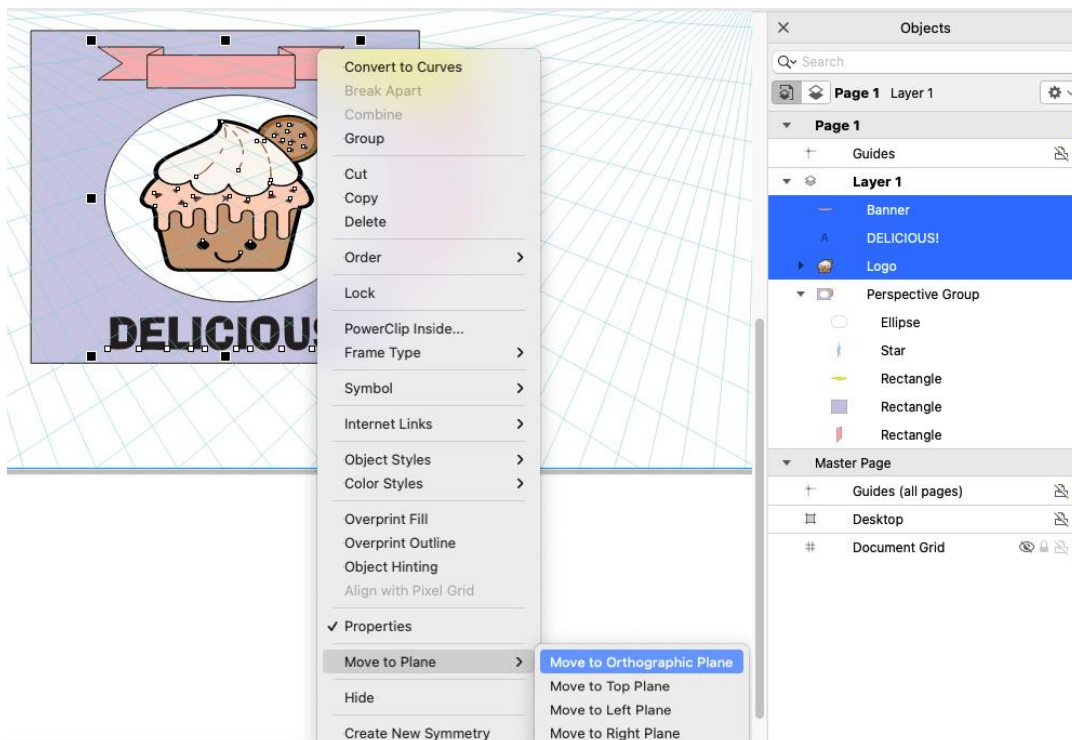 DELICIOUS
Convert to Curves
Break Apart
Combine
Group
Cut
Copy
Delete
Order
Lock
PowerClip Inside...
Frame Type
Symbol
Internet Links
Object Styles
Color Styles
Overprint Fill
Overprint Outline
Object Hinting
Align with Pixel Grid
Properties
Move to Plane
Hide
Create New Symmetry
Move to Orthographic Plane
Move to Top Plane
Move to Left Plane
Move to Right Plane
Objects
Search
Page 1 Layer 1
Page 1
Guides
Layer 1
Banner
A DELICIOUS!
Logo
Perspective Group
Ellipse
Star
Rectangle
Rectangle
Rectangle
Master Page
Guides (all pages)
Desktop
Document Grid